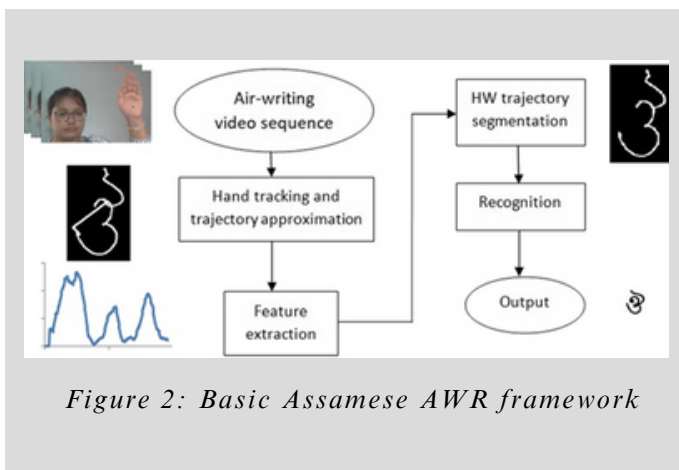 Air-writing
video sequence
Hand tracking and
trajectory approximation
Feature
extraction
HW trajectory
segmentation
Recognition
Output
Figure 2: Basic Assamese AWR framework